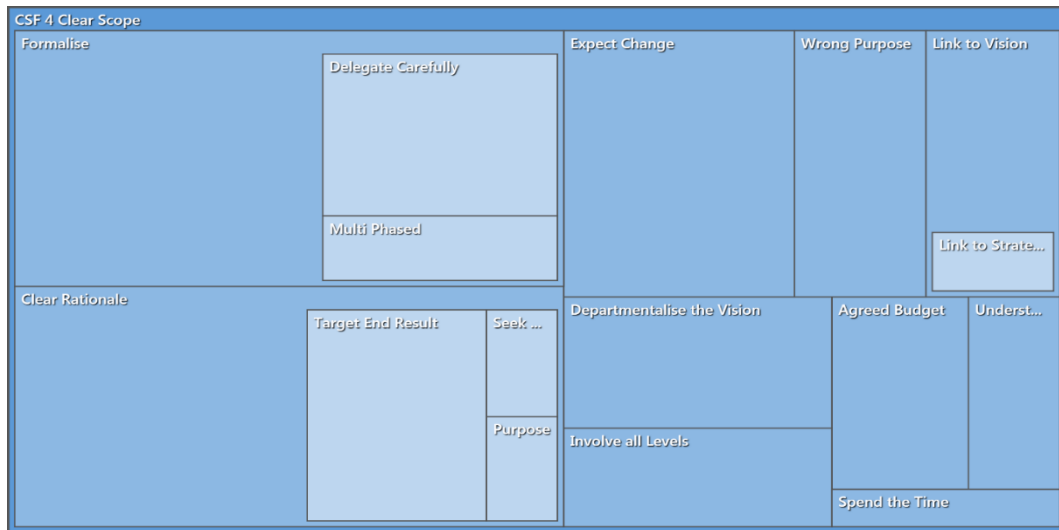 CSF 4 Clear Scope
Formalise
Delegate Carefully
Multi Phased
Clear Rationale
Target End Result
Seek ...
Purpose
Expect Change
Wrong Purpose
Link to Vision
Link to Strate...
Departmentalise the Vision
Involve all Levels
Agreed Budget
Underst...
Spend the Time